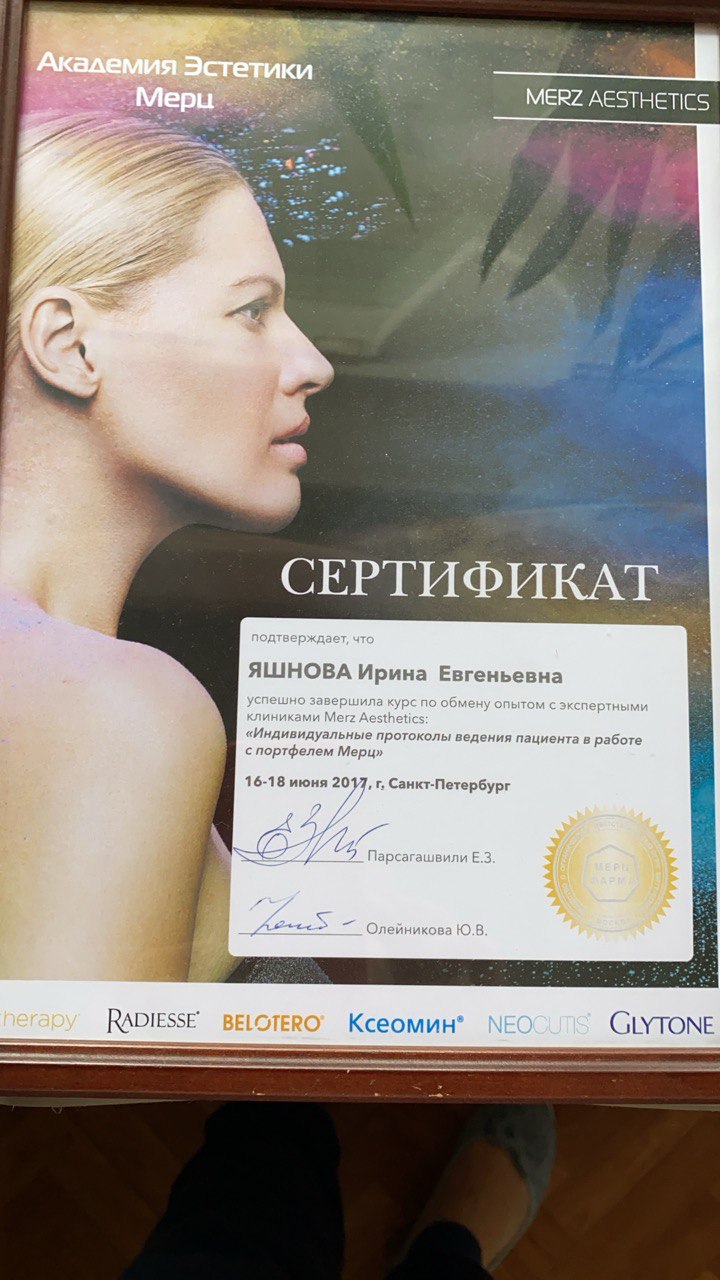 Академия Эстетики
Мерц
MERZ AESTHETICS
СЕРТИФИКАТ
подтверждает, что
ЯШНОВА Ирина Евгеньевна
успешно завершила курс по обмену опытом с экспертными
клиниками Merz Aesthetics:
«Индивидуальные протоколы ведения пациента в работе
с портфелем Мерц»
16-18 июня 2017, г. Санкт-Петербург
Парсагашвили Е.З.
Олейникова Ю.В.
МЕРЦ
ФАРМА
МОСКВА
herapy RADIESSE® BELOTERO® Ксеомин® NEOCUTIS® GLYTONE